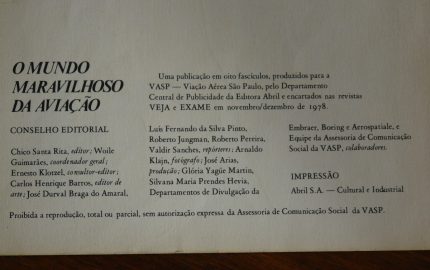 O MUNDO
MARAVILHOSO
DA AVIAÇÃO
Uma publicação em oito fascículos, produzidos para a
VASP — Viação Aérea São Paulo, pelo Departamento
Central de Publicidade da Editora Abril e encartados nas revistas
VEJA e EXAME em novembro/dezembro de 1978.
CONSELHO EDITORIAL
Chico Santa Rita, editor; Woile
Guimarães, coordenador geral;
Ernesto Klotzel, consultor-editor;
Carlos Henrique Bartos, editor de
arte; José Durval Braga do Amaral,
Luís Fernando da Silva Pinto,
Roberto Jungman, Roberto Pereira,
Valdir Sanches, repórteres; Arnaldo
Klajn, fotógrafo; José Arias,
produção; Glória Yagüe Martin,
Silvana Maria Prendes Hevia,
Departamentos de Divulgação da
Embraer, Boeing e Aerospatiale, e
Equipe da Assessoria de Comunicação
Social da VASP, colaboradores.
IMPRESSÃO
Abril S.A. — Cultural e Industrial
Proibida a reprodução, total ou parcial, sem autorização expressa da Assessoria de Comunicação Social da VASP.